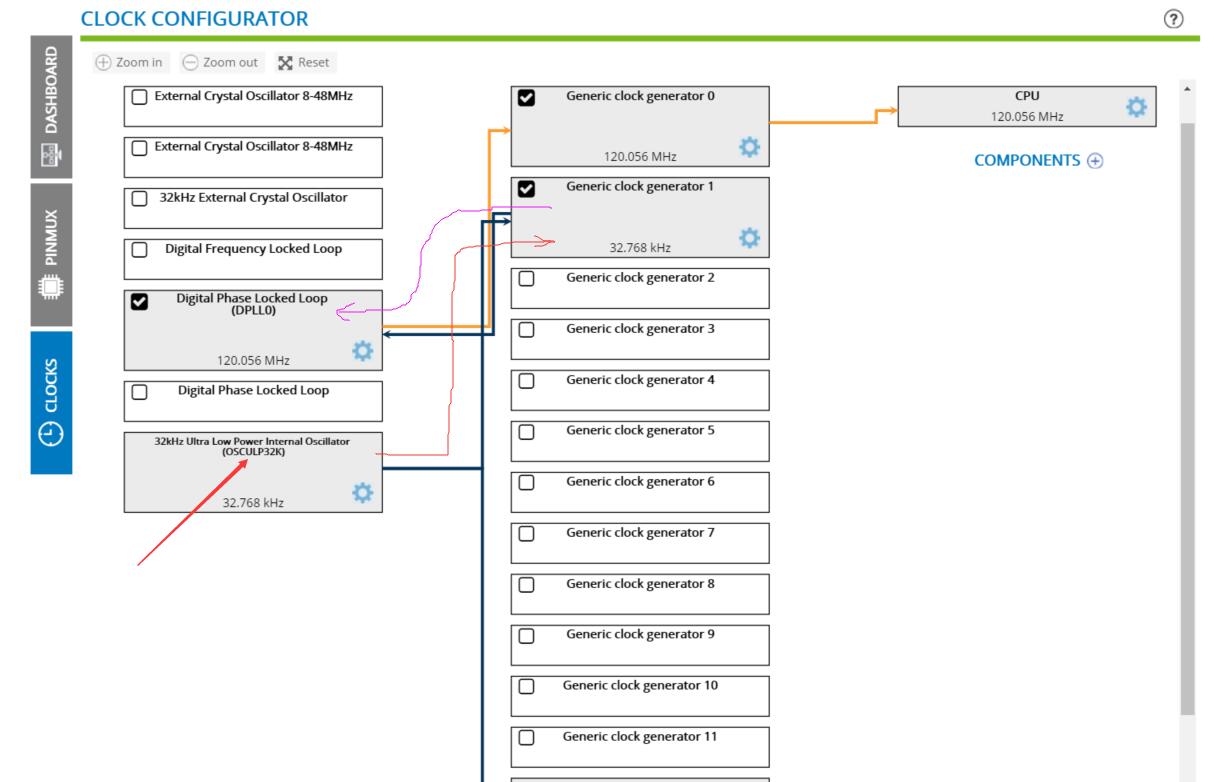 CLOCK CONFIGURATOR
?
DASHBOARD
PINMUX
CLOCKS
Zoom in
Zoom out
Reset
External Crystal Oscillator 8-48MHz
External Crystal Oscillator 8-48MHz
32kHz External Crystal Oscillator
Digital Frequency Locked Loop
Digital Phase Locked Loop
(DPLL0)
120.056 MHz
Digital Phase Locked Loop
32kHz Ultra Low Power Internal Oscillator
(OSCULP32K)
32.768 kHz
Generic clock generator 0
120.056 MHz
Generic clock generator 1
32.768 kHz
Generic clock generator 2
Generic clock generator 3
Generic clock generator 4
Generic clock generator 5
Generic clock generator 6
Generic clock generator 7
Generic clock generator 8
Generic clock generator 9
Generic clock generator 10
Generic clock generator 11
CPU
120.056 MHz
COMPONENTS